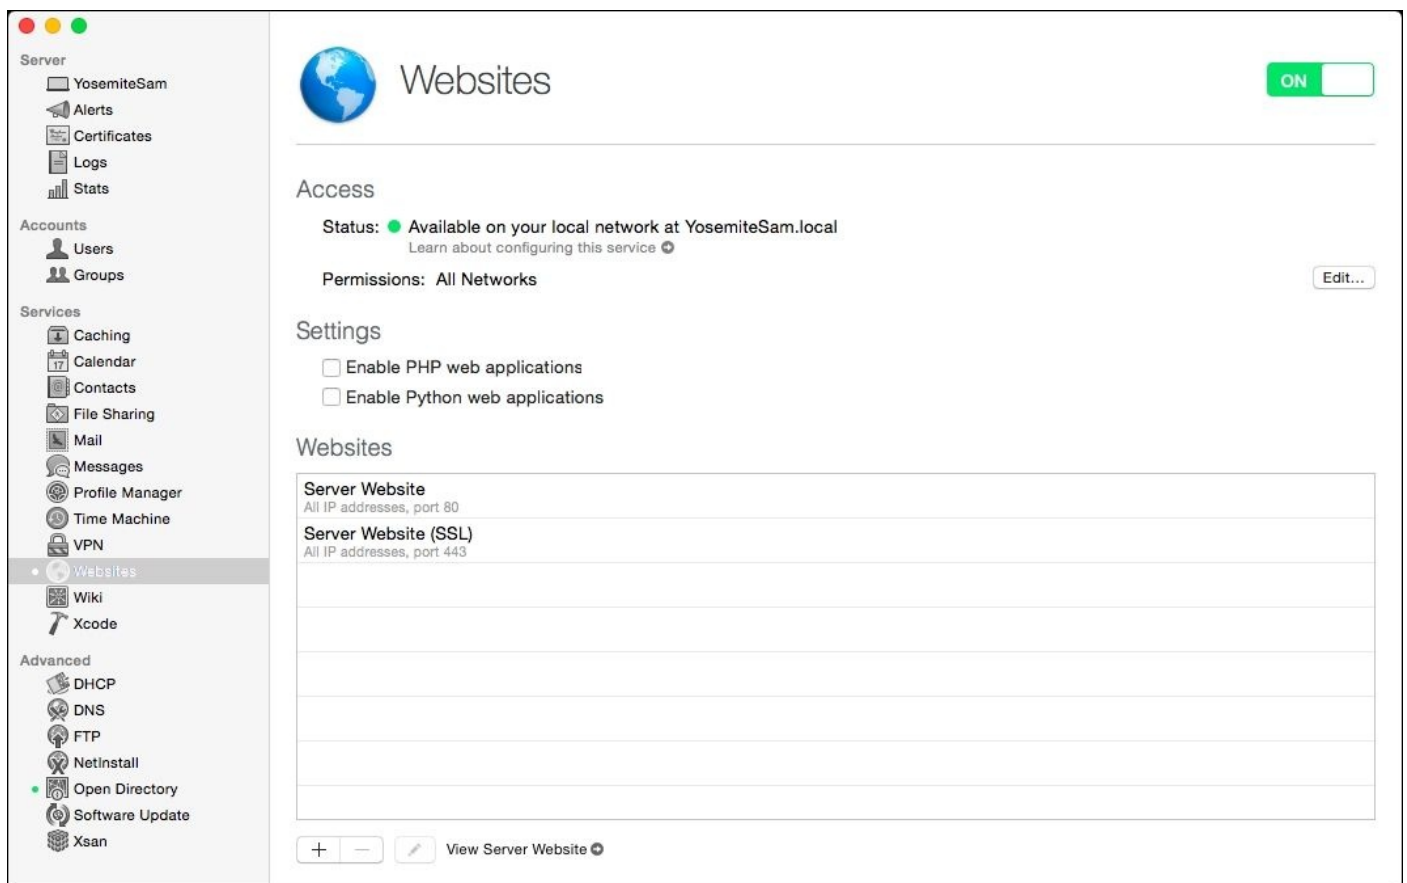 Server
YosemiteSam
Alerts
Certificates
Logs
Stats
Accounts
Users
Groups
Services
Caching
17
Calendar
Contacts
File Sharing
Mail
Messages
Profile Manager
Time Machine
VPN
Websites
Wiki
Xcode
Advanced
DHCP
DNS
FTP
NetInstall
Open Directory
Software Update
Xsan
Websites
ON
Access
Status: Available on your local network at YosemiteSam.local
Learn about configuring this service
Permissions: All Networks
Edit...
Settings
Enable PHP web applications
Enable Python web applications
Websites
Server Website
All IP addresses, port 80
Server Website (SSL)
All IP addresses, port 443
View Server Website